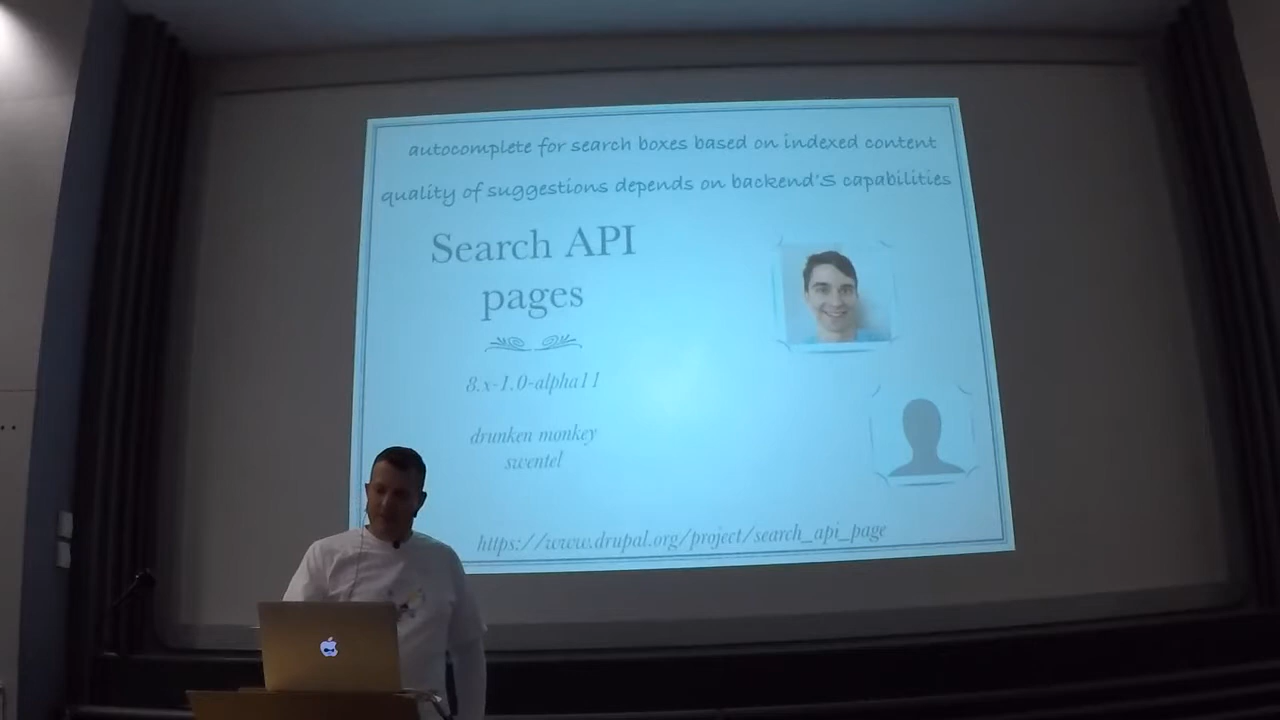 autocomplete for search boxes based on indexed content
quality of suggestions depends on backend'S capabilities
Search API
pages
8.x-1.0-alpha11
drunken monkey
swentel
https://www.drupal.org/project/search_api_page